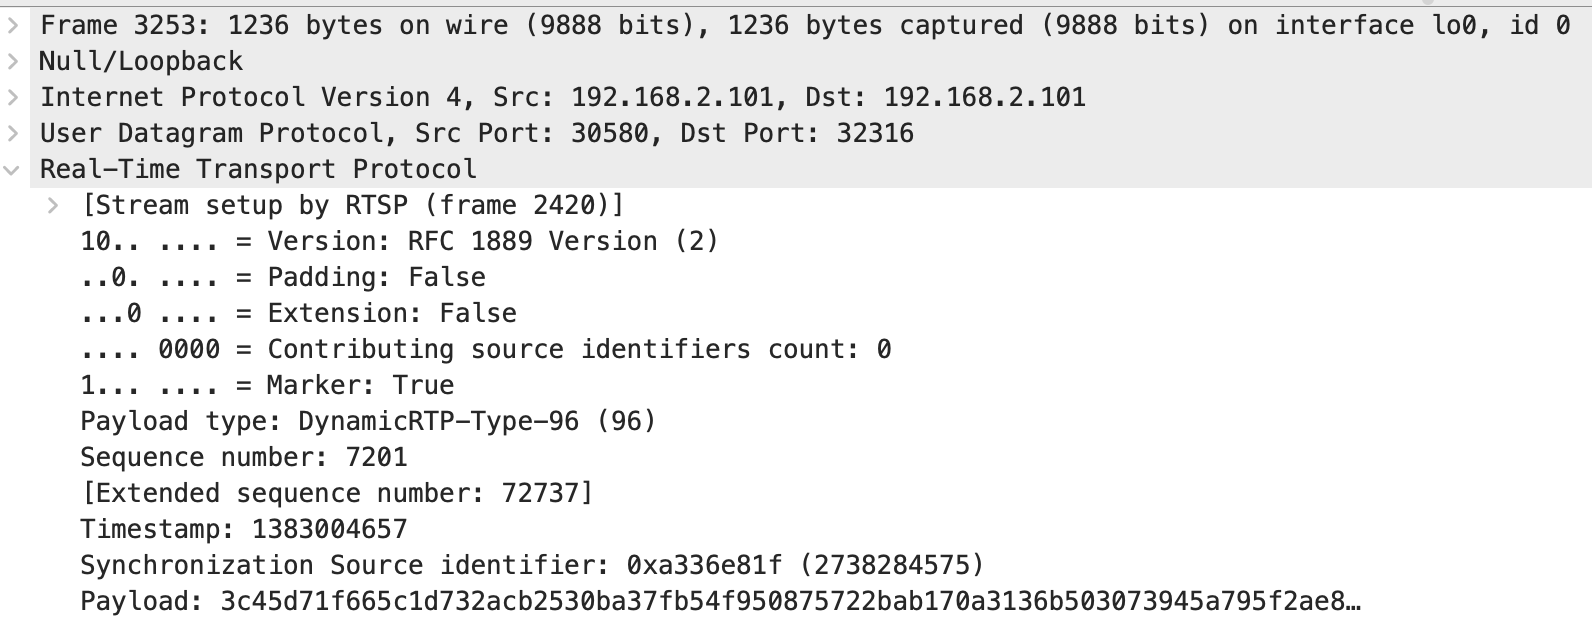 Frame 3253: 1236 bytes on wire (9888 bits), 1236 bytes captured (9888 bits) on interface lo0, id 0
Null/Loopback
Internet Protocol Version 4, Src: 192.168.2.101, Dst: 192.168.2.101
User Datagram Protocol, Src Port: 30580, Dst Port: 32316
Real-Time Transport Protocol
[Stream setup by RTSP (frame 2420)]
10.. .... = Version: RFC 1889 Version (2)
..0. .... = Padding: False
...0 .... = Extension: False
.... 0000 = Contributing source identifiers count: 0
1... .... = Marker: True
Payload type: DynamicRTP-Type-96 (96)
Sequence number: 7201
[Extended sequence number: 72737]
Timestamp: 1383004657
Synchronization Source identifier: 0xa336e81f (2738284575)
Payload: 3c45d71f665c1d732acb2530ba37fb54f950875722bab170a3136b503073945a795f2ae8…